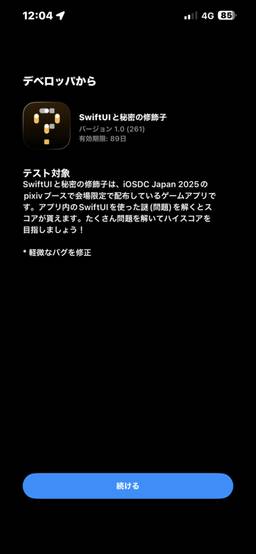 12:04
4G 85
デベロッパから
SwiftUIと秘密の修飾子
バージョン 1.0 (261)
有効期限: 89日
テスト対象
SwiftUIと秘密の修飾子は、iOSDC Japan 2025の
pixivブースで会場限定で配布しているゲームアプリで
す。アプリ内のSwiftUIを使った謎(問題)を解くとス
コアが貰えます。たくさん問題を解いてハイスコアを
目指しましょう！
* 軽微なバグを修正
続ける